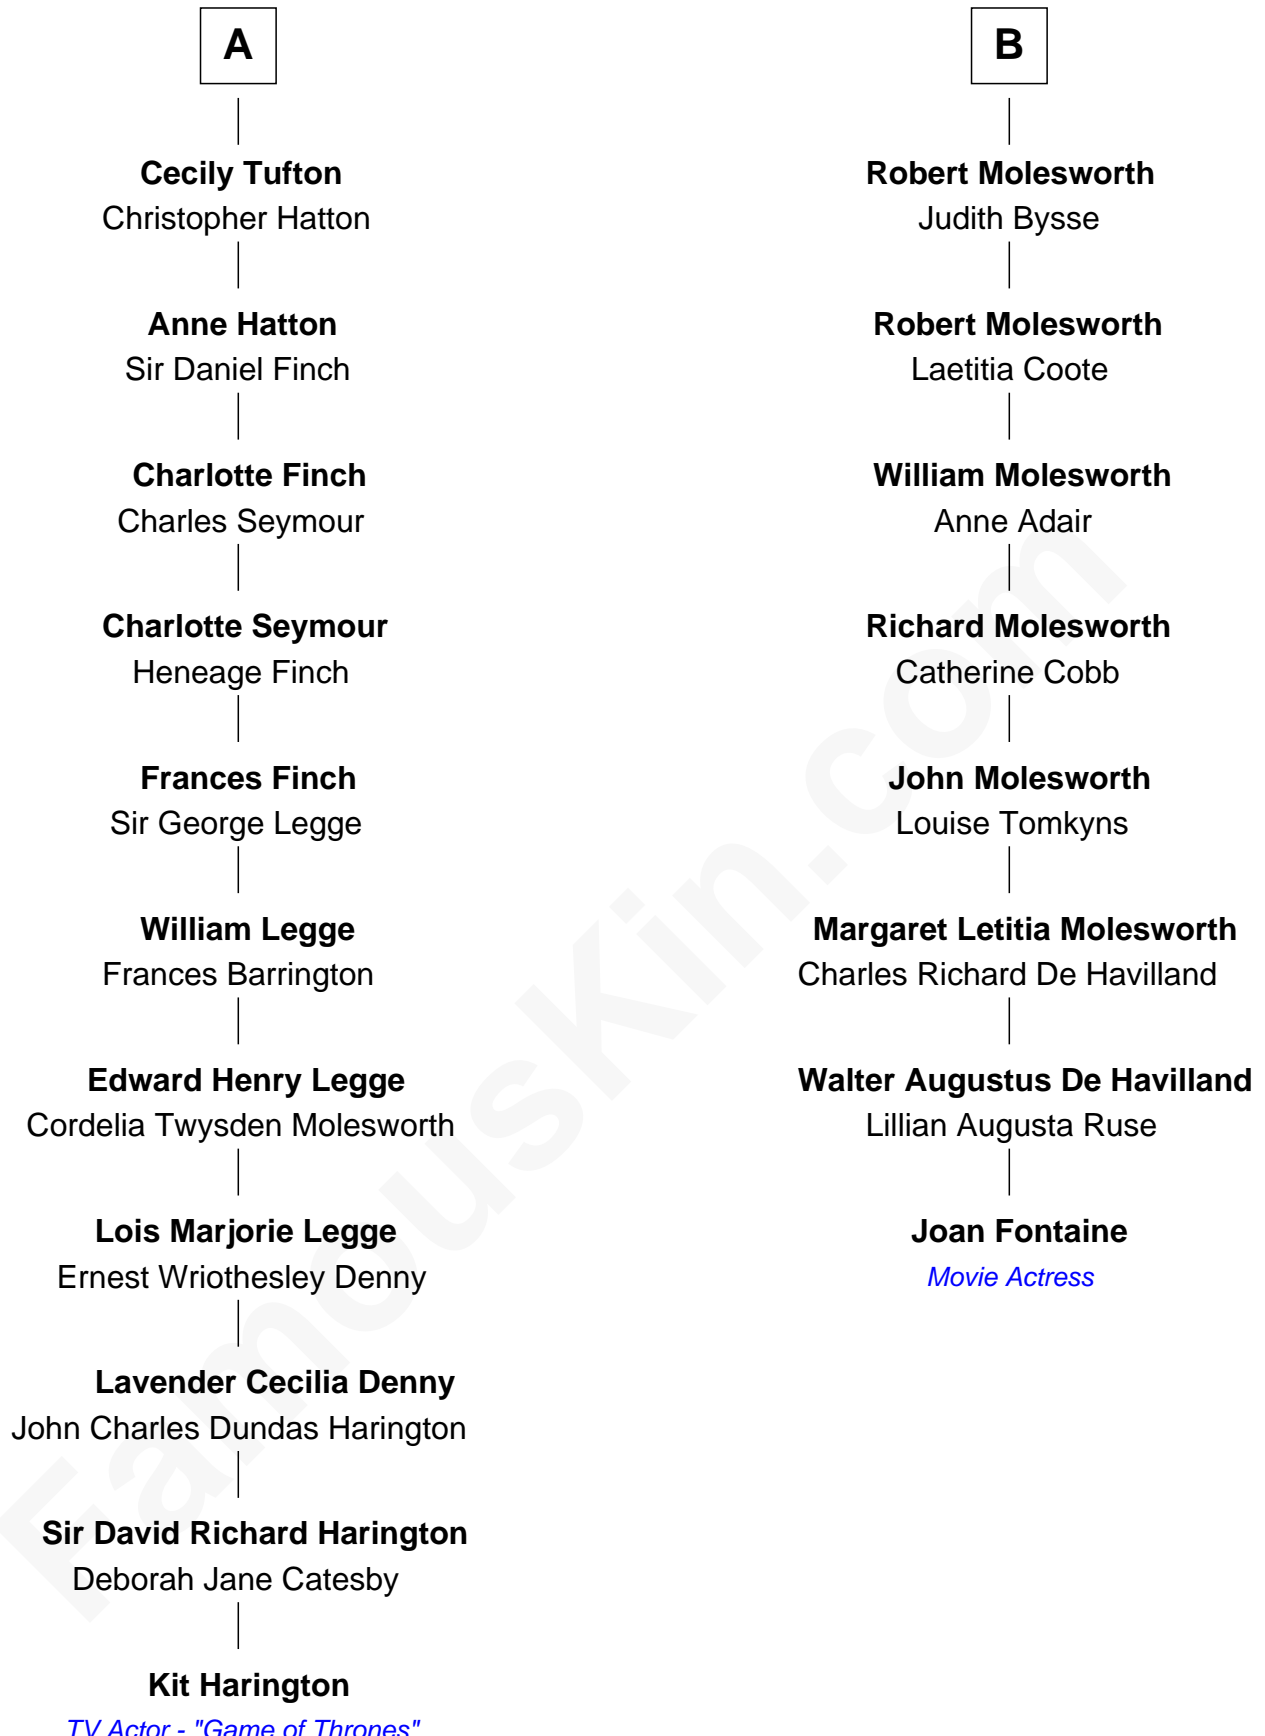 A
Cecily Tufton
Christopher Hatton
Anne Hatton
Sir Daniel Finch
Charlotte Finch
Charles Seymour
Charlotte Seymour
Heneage Finch
Frances Finch
Sir George Legge
William Legge
Frances Barrington
Edward Henry Legge
Cordelia Twysden Molesworth
Lois Marjorie Legge
Ernest Wriothesley Denny
Lavender Cecilia Denny
John Charles Dundas Harington
Sir David Richard Harington
Deborah Jane Catesby
Kit Harington
TV Actor - "Game of Thrones"
B
Robert Molesworth
Judith Bysse
Robert Molesworth
Laetitia Coote
William Molesworth
Anne Adair
Richard Molesworth
Catherine Cobb
John Molesworth
Louise Tomkyns
Margaret Letitia Molesworth
Charles Richard De Havilland
Walter Augustus De Havilland
Lillian Augusta Ruse
Joan Fontaine
Movie Actress
FamousKin.com